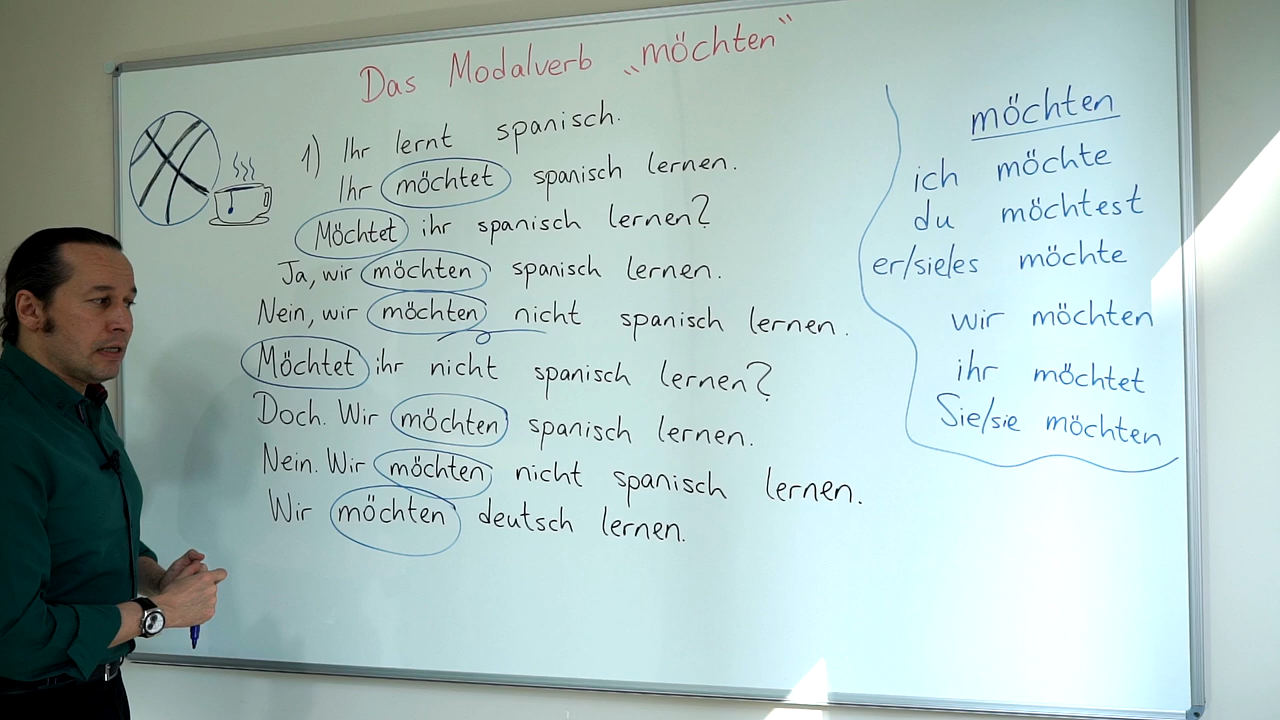 Das Modalverb „möchten“
1) Ihr lernt spanisch.
Ihr möchtet spanisch lernen.
Möchtet ihr spanisch lernen?
Ja, wir möchten spanisch lernen.
Nein, wir möchten nicht spanisch lernen.
Möchtet ihr nicht spanisch lernen?
Doch. Wir möchten spanisch lernen.
Nein. Wir möchten nicht spanisch lernen.
Wir möchten deutsch lernen.
möchten
ich möchte
du möchtest
er/sie/es möchte
wir möchten
ihr möchtet
Sie/sie möchten